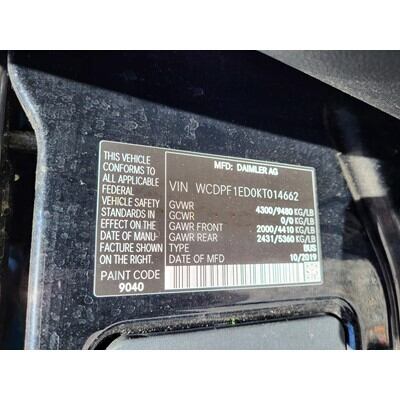 MFD: DAIMLER AG
THIS VEHICLE
CONFORMS TO
ALL APPLICABLE
FEDERAL
VEHICLE SAFETY
STANDARDS IN
EFFECT ON THE
DATE OF MANU-
FACTURE SHOWN
ON THE RIGHT.
PAINT CODE
9040
VIN WCDPF1ED0KT014662
GVWR 4300/9480 KG/LB
GCWR 0/0 KG/LB
GAWR FRONT 2000/4410 KG/LB
GAWR REAR 2431/5360 KG/LB
TYPE BUS
DATE OF MFD 10/2019